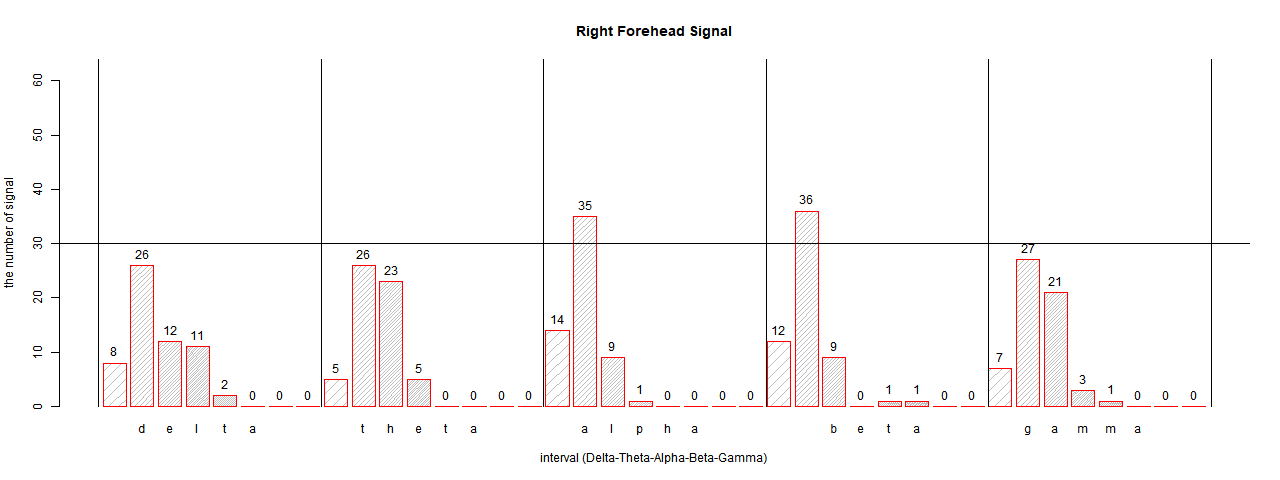 Right Forehead Signal
the number of signal
60
50
40
30
20
10
0
8 26 12 11 2 0 0 0
5 26 23 5 0 0 0 0
14 35 9 1 0 0 0 0
12 36 9 0 1 1 0 0
7 27 21 3 1 0 0 0
d e l t a t h e t a a l p h a b e t a g a m m a
interval (Delta-Theta-Alpha-Beta-Gamma)